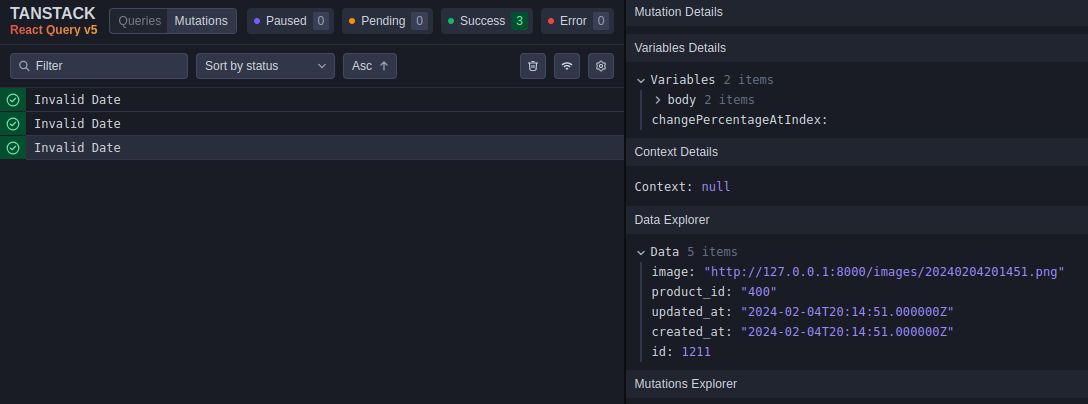 TANSTACK
React Query v5
Queries Mutations
Paused 0
Pending 0
Success 3
Error 0
Filter
Sort by status
Asc
Invalid Date
Invalid Date
Invalid Date
Mutation Details
Variables Details
Variables 2 items
body 2 items
changePercentageAtIndex:
Context Details
Context: null
Data Explorer
Data 5 items
image: "http://127.0.0.1:8000/images/20240204201451.png"
product_id: "400"
updated_at: "2024-02-04T20:14:51.000000Z"
created_at: "2024-02-04T20:14:51.000000Z"
id: 1211
Mutations Explorer